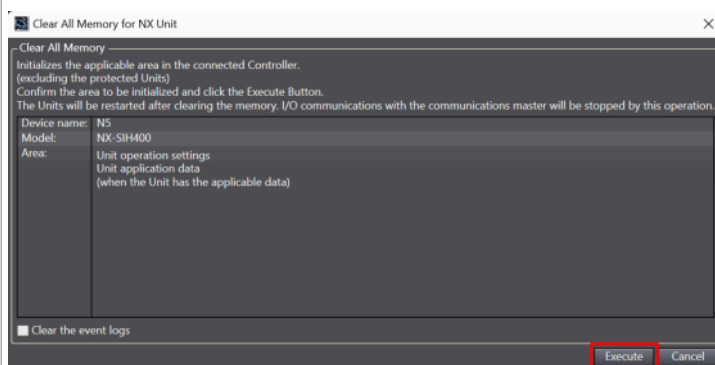 Clear All Memory for NX Unit
Clear All Memory
Initializes the applicable area in the connected Controller.
(excluding the protected Units)
Confirm the area to be initialized and click the Execute Button.
The Units will be restarted after clearing the memory. I/O communications with the communications master will be stopped by this operation.
Device name: N5
Model: NX-SIH400
Area: Unit operation settings
Unit application data
(when the Unit has the applicable data)
Clear the event logs
Execute Cancel